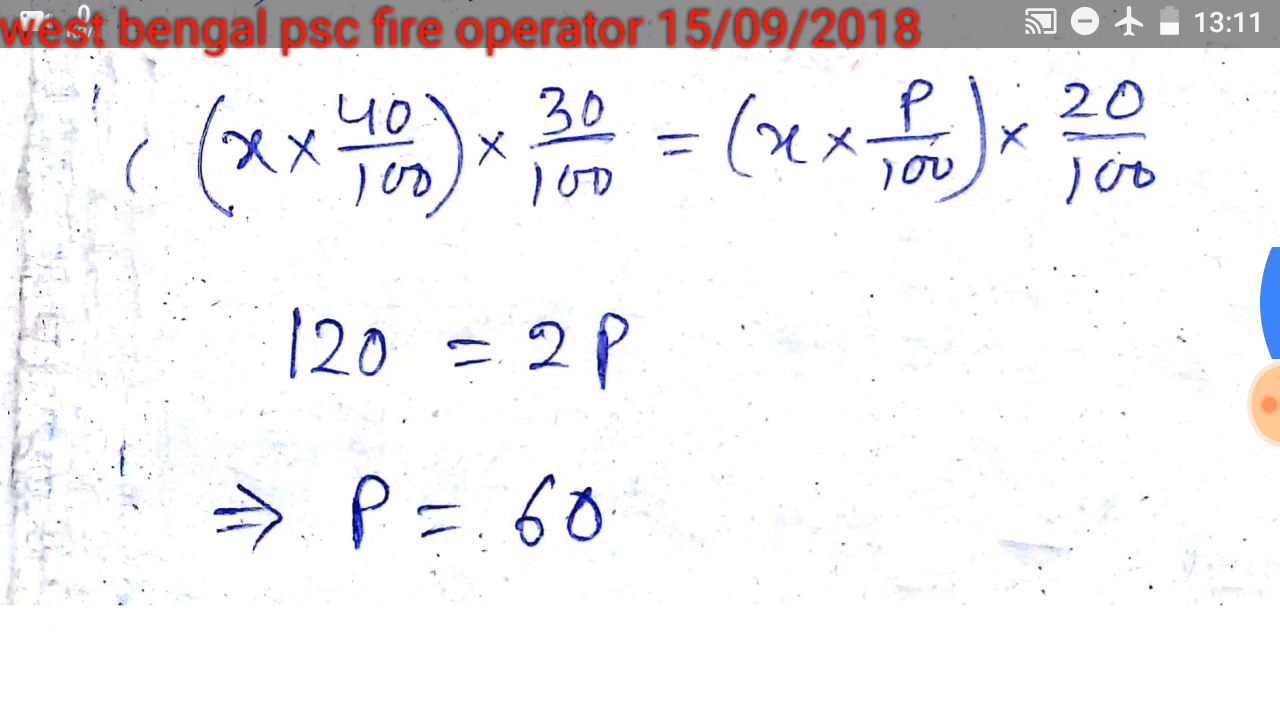 west bengal psc fire operator 15/09/2018 13:11
(x × 40/100) × 30/100 = (x × P/100) × 20/100
120 = 2P
⇒ P = 60